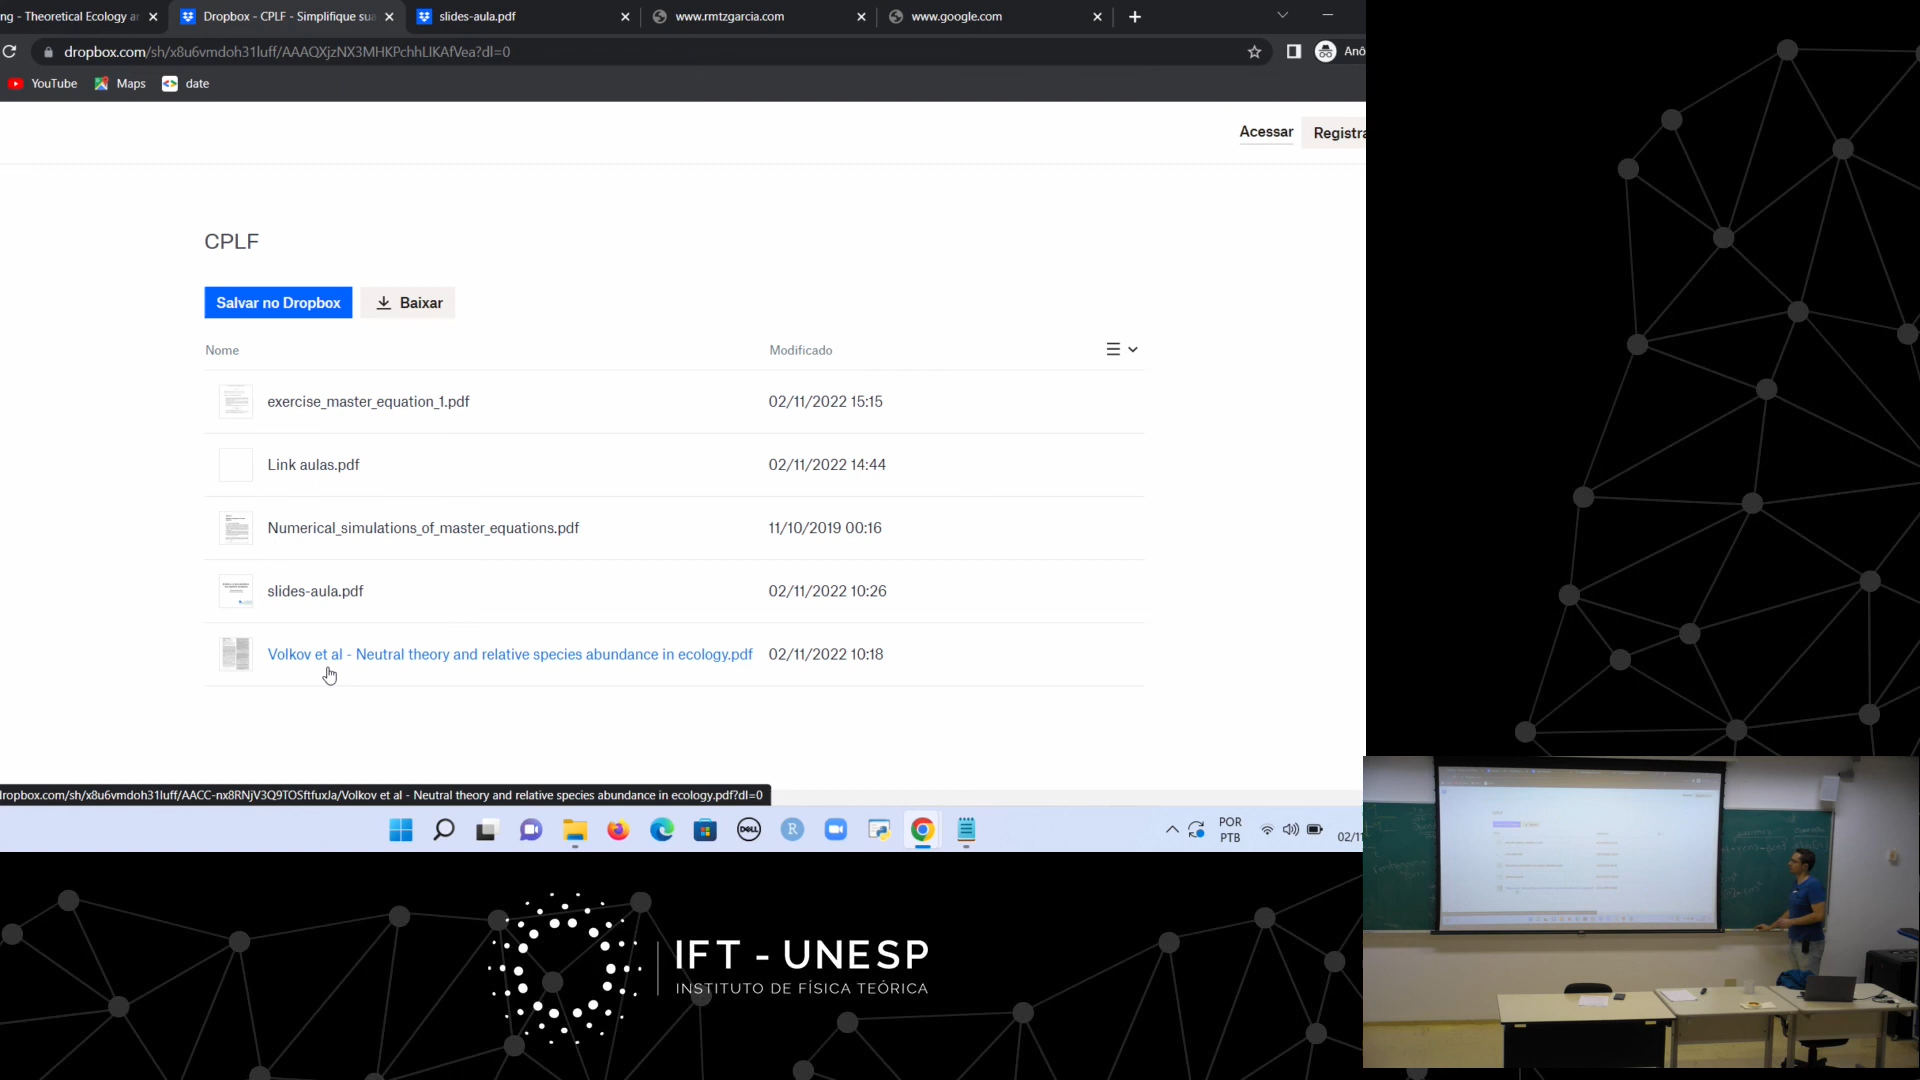 ng - Theoretical Ecology a
Dropbox - CPLF - Simplifique su
slides-aula.pdf
www.rmtzgarcia.com
www.google.com
dropbox.com/sh/x8u6vmdoh31luff/AAAQXjzNX3MHKPchhLIKAfVea?dl=0
Anô
YouTube
Maps
date
Acessar
Registra
CPLF
Salvar no Dropbox
Baixar
Nome
Modificado
exercise_master_equation_1.pdf
02/11/2022 15:15
Link aulas.pdf
02/11/2022 14:44
Numerical_simulations_of_master_equations.pdf
11/10/2019 00:16
slides-aula.pdf
02/11/2022 10:26
Volkov et al - Neutral theory and relative species abundance in ecology.pdf
02/11/2022 10:18
ropbox.com/sh/x8u6vmdoh31luff/AACC-nx8RNjV3Q9TOSftfuxJa/Volkov et al - Neutral theory and relative species abundance in ecology.pdf?dl=0
DELL
R
POR
PTB
02/11
IFT - UNESP
INSTITUTO DE FÍSICA TEÓRICA